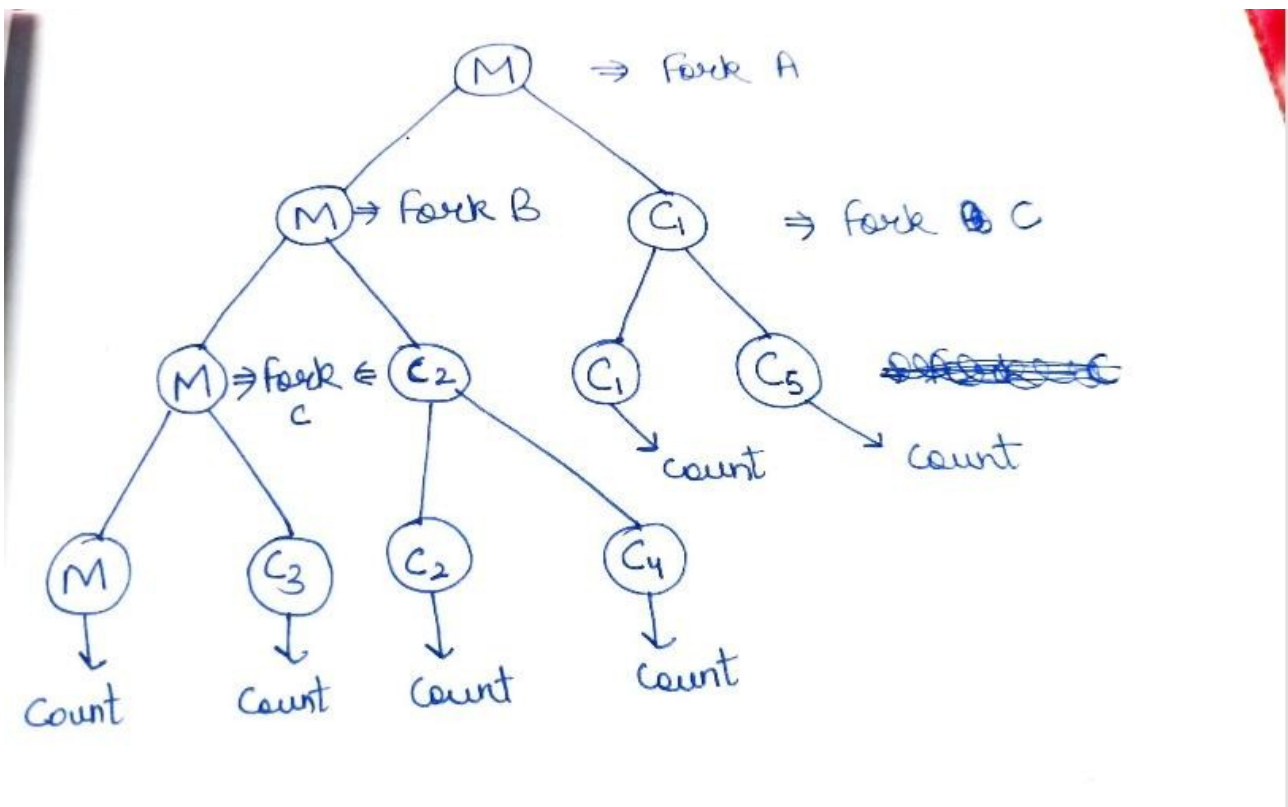 M ⇒ Fork A
M ⇒ Fork B C1 ⇒ Fork C
M ⇒ Fork ⇐ C2 C1 C5
C
Count Count
M C3 C2 C4
Count Count Count Count